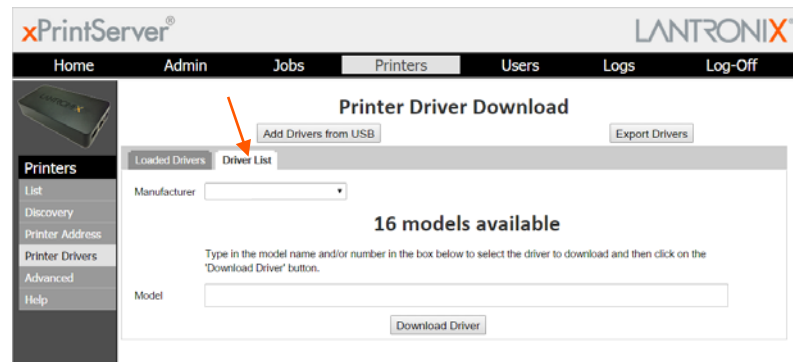 xPrintServer®
LANTRONIX®
Home Admin Jobs Printers Users Logs Log-Off
LANTRONIX
Printer Driver Download
Add Drivers from USB Export Drivers
Printers
List
Discovery
Printer Address
Printer Drivers
Advanced
Help
Loaded Drivers Driver List
Manufacturer
16 models available
Type in the model name and/or number in the box below to select the driver to download and then click on the
'Download Driver' button.
Model
Download Driver